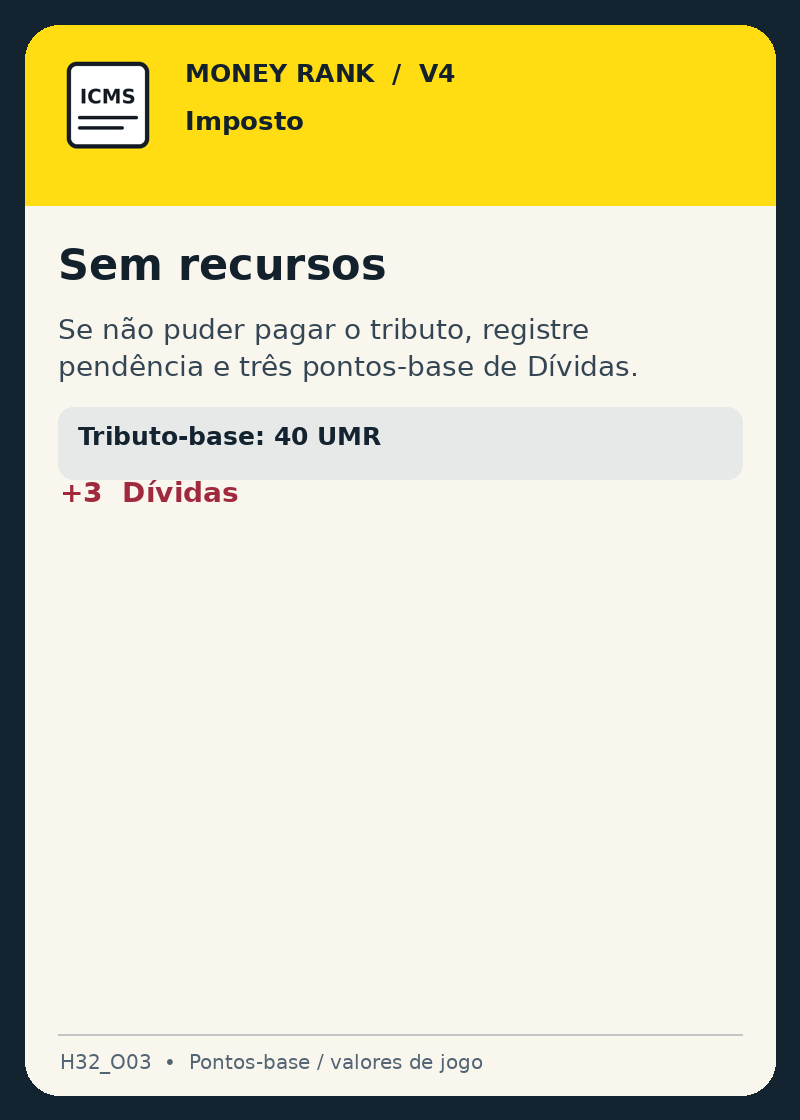 ICMS
MONEY RANK / V4
Imposto
Sem recursos
Se não puder pagar o tributo, registre
pendência e três pontos-base de Dívidas.
Tributo-base: 40 UMR
+3 Dívidas
H32_O03 • Pontos-base / valores de jogo